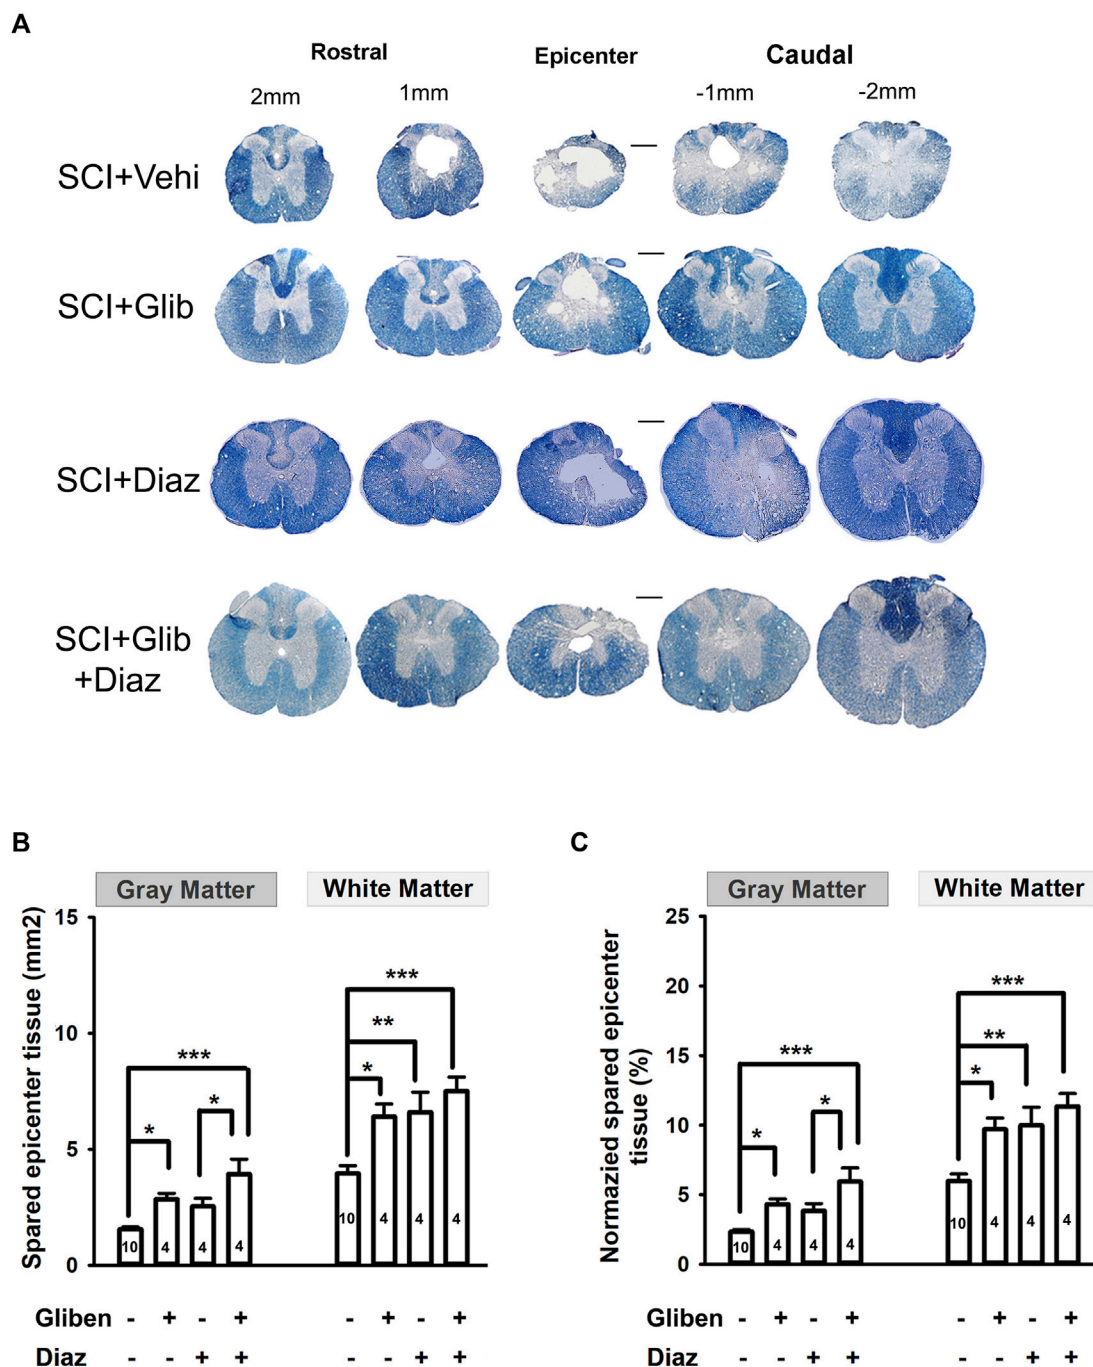 A
Rostral Epicenter Caudal
2mm 1mm -1mm -2mm
SCI+Vehi
SCI+Glib
SCI+Diaz
SCI+Glib
+Diaz
B
Gray Matter White Matter
Spared epicenter tissue (mm2)
15
10
5
0
*** * * *** ** *
10 4 4 4 10 4 4 4
Gliben - + - + - + - +
Diaz - - + + - - + +
C
Gray Matter White Matter
Normazied spared epicenter
tissue (%)
25
20
15
10
5
0
*** * * *** ** *
10 4 4 4 10 4 4 4
Gliben - + - + - + - +
Diaz - - + + - - + +